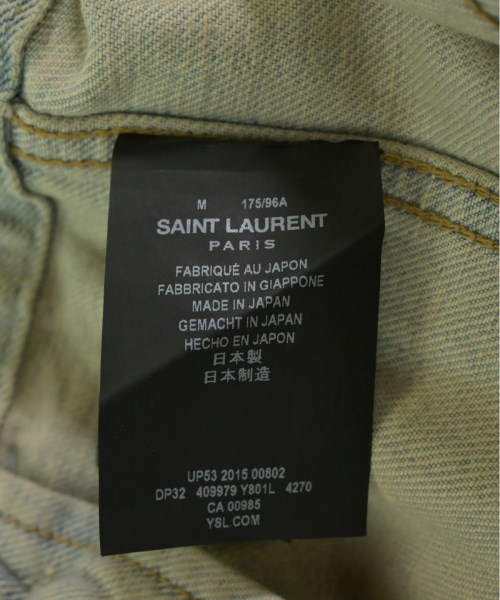 M 175/96A
SAINT LAURENT
PARIS
FABRIQUÉ AU JAPON
FABBRICATO IN GIAPPONE
MADE IN JAPAN
GEMACHT IN JAPAN
HECHO EN JAPON
日本製
日本制造
UP53 2015 00802
DP32 409979 Y801L 4270
CA 00985
YSL.COM